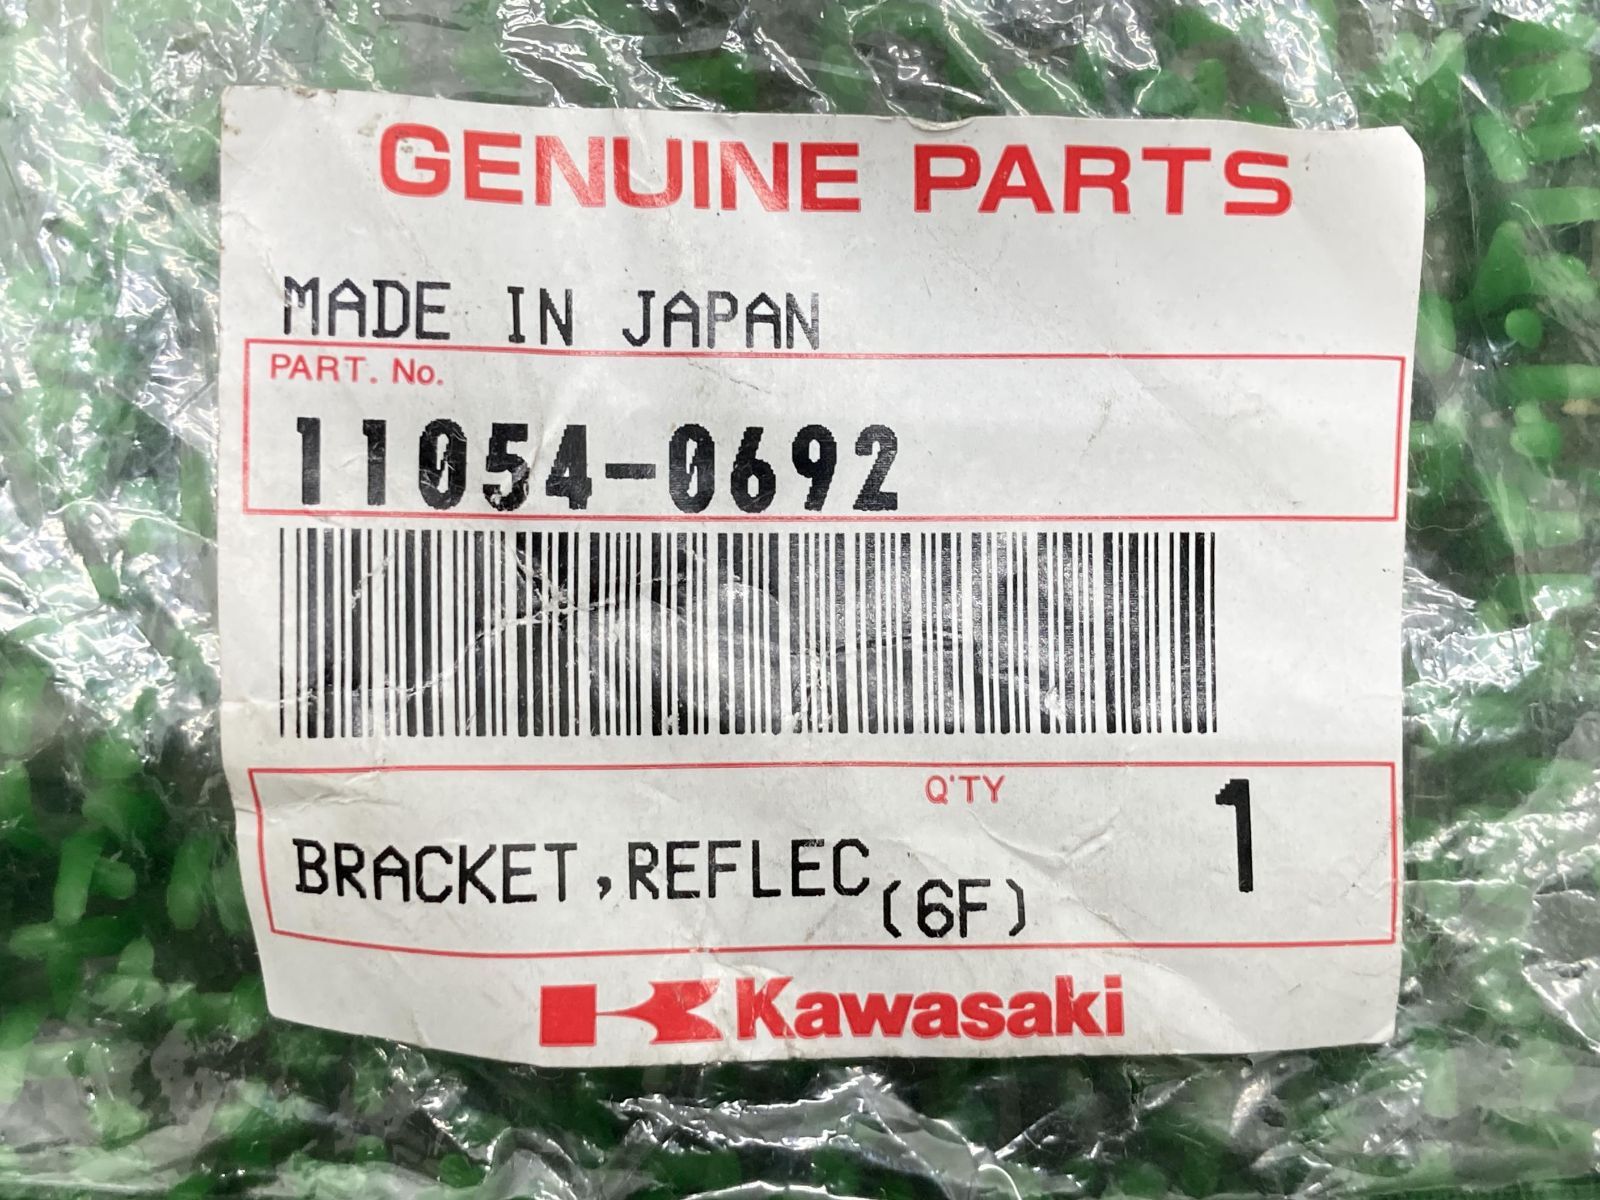 GENUINE PARTS
MADE IN JAPAN
PART. No.
11054-0692
Q'TY 1
BRACKET,REFLEC(6F)
Kawasaki